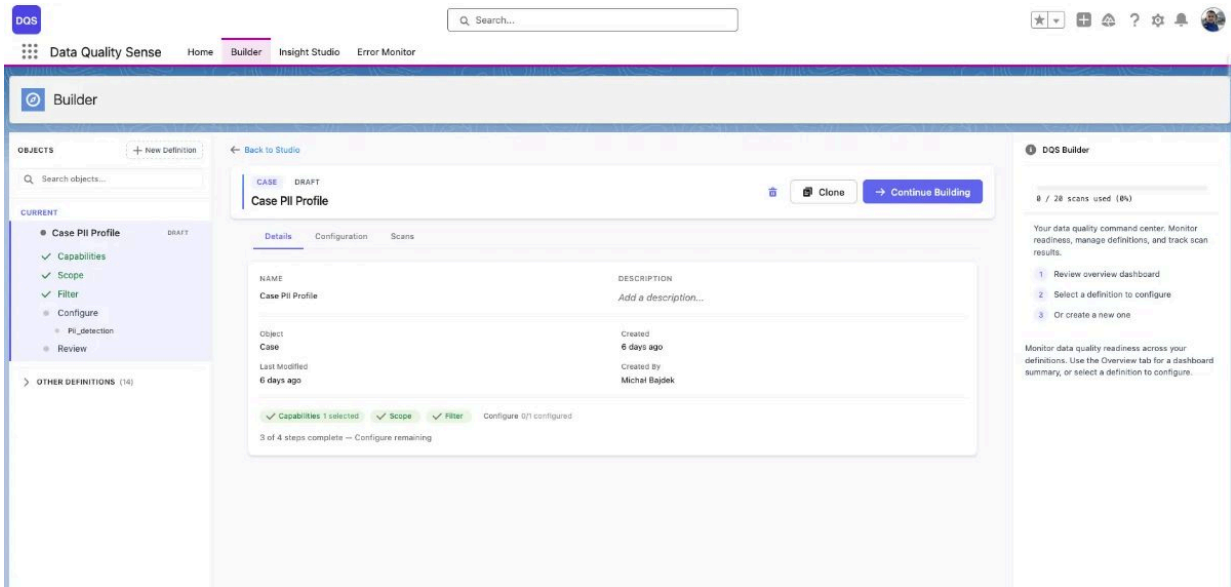 DQS
Search...
Data Quality Sense
Home Builder Insight Studio Error Monitor
Builder
OBJECTS
New Definition
Search objects...
CURRENT
Case PII Profile DRAFT
Capabilities
Scope
Filter
Configure
Pii_detection
Review
OTHER DEFINITIONS (14)
Back to Studio
CASE DRAFT
Case PII Profile
Clone
Continue Building
Details Configuration Scans
NAME DESCRIPTION
Case PII Profile Add a description...
Object Created
Case 6 days ago
Last Modified Created By
6 days ago Michał Bajdek
Capabilities 1 selected Scope Filter Configure 0/1 configured
3 of 4 steps complete — Configure remaining
DQS Builder
0 / 20 scans used (0%)
Your data quality command center. Monitor
readiness, manage definitions, and track scan
results.
1 Review overview dashboard
2 Select a definition to configure
3 Or create a new one
Monitor data quality readiness across your
definitions. Use the Overview tab for a dashboard
summary, or select a definition to configure.